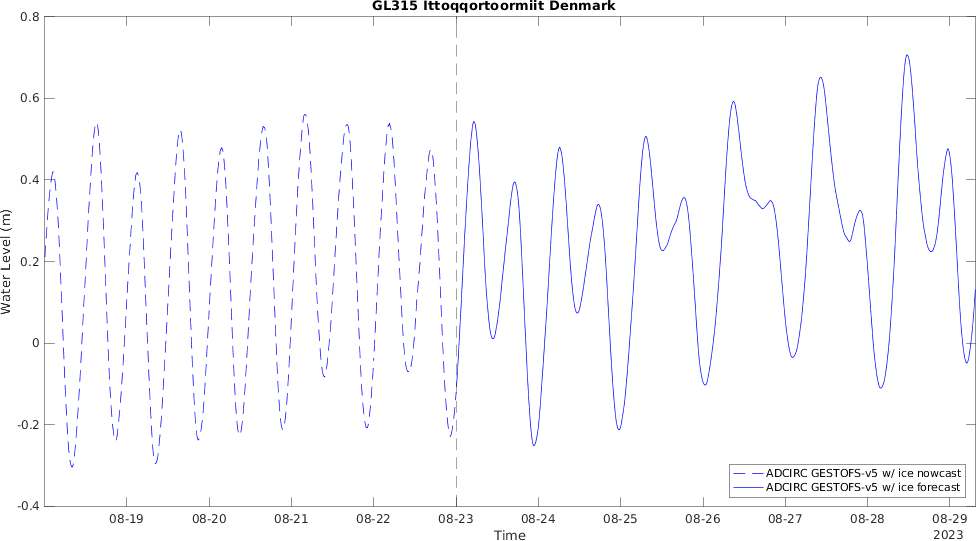 GL315 Ittoqqortoormiit Denmark
0.8
0.6
0.4
0.2
0
-0.2
-0.4
Water Level (m)
ADCIRC GESTOFS-v5 w/ ice nowcast
ADCIRC GESTOFS-v5 w/ ice forecast
08-19 08-20 08-21 08-22 08-23 08-24 08-25 08-26 08-27 08-28 08-29
Time 2023